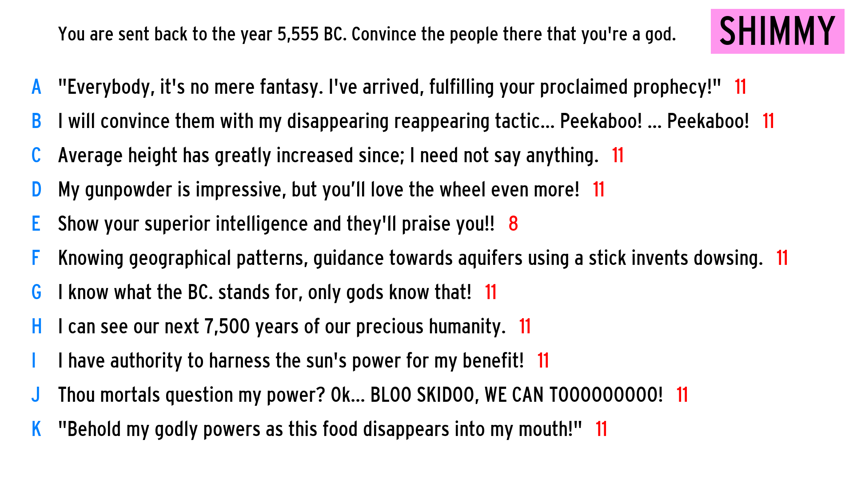 You are sent back to the year 5,555 BC. Convince the people there that you're a god.
SHIMMY
A "Everybody, it's no mere fantasy. I've arrived, fulfilling your proclaimed prophecy!" 11
B I will convince them with my disappearing reappearing tactic... Peekaboo! ... Peekaboo! 11
C Average height has greatly increased since; I need not say anything. 11
D My gunpowder is impressive, but you’ll love the wheel even more! 11
E Show your superior intelligence and they'll praise you!! 8
F Knowing geographical patterns, guidance towards aquifers using a stick invents dowsing. 11
G I know what the BC. stands for, only gods know that! 11
H I can see our next 7,500 years of our precious humanity. 11
I I have authority to harness the sun's power for my benefit! 11
J Thou mortals question my power? Ok... BLOO SKIDOO, WE CAN TOOOOOOOOO! 11
K "Behold my godly powers as this food disappears into my mouth!" 11